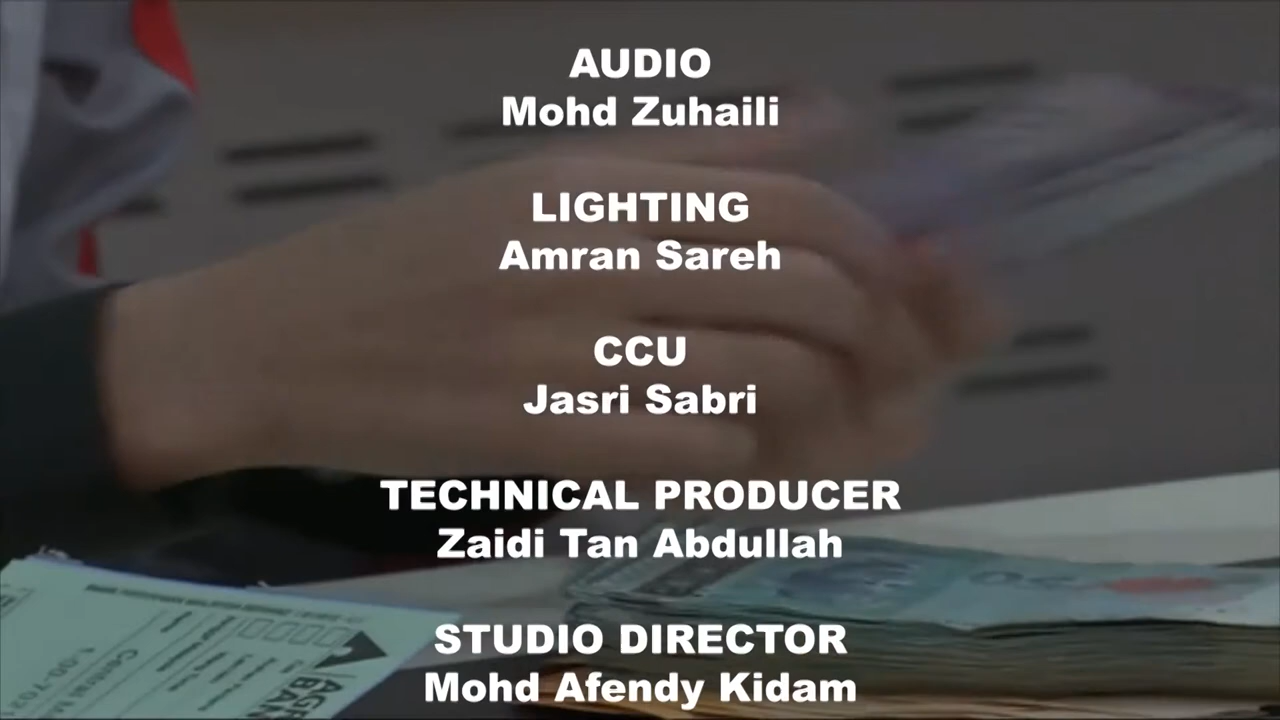 AUDIO
Mohd Zuhaili
LIGHTING
Amran Sareh
CCU
Jasri Sabri
TECHNICAL PRODUCER
Zaidi Tan Abdullah
STUDIO DIRECTOR
Mohd Afendy Kidam